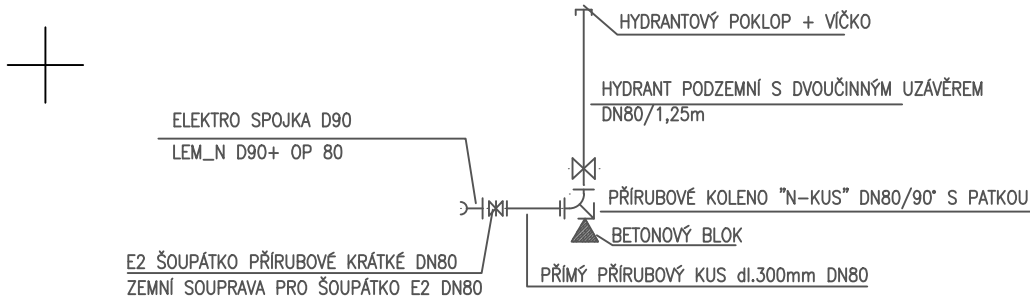 HYDRANTOVÝ POKLOP + VÍČKO
HYDRANT PODZEMNÍ S DVOUČINNÝM UZÁVĚREM
DN80/1,25m
ELEKTRO SPOJKA D90
LEM_N D90+ OP 80
PŘÍRUBOVÉ KOLENO "N-KUS" DN80/90° S PATKOU
BETONOVÝ BLOK
E2 ŠOUPÁTKO PŘÍRUBOVÉ KRÁTKÉ DN80
ZEMNÍ SOUPRAVA PRO ŠOUPÁTKO E2 DN80
PŘÍMÝ PŘÍRUBOVÝ KUS dl.300mm DN80